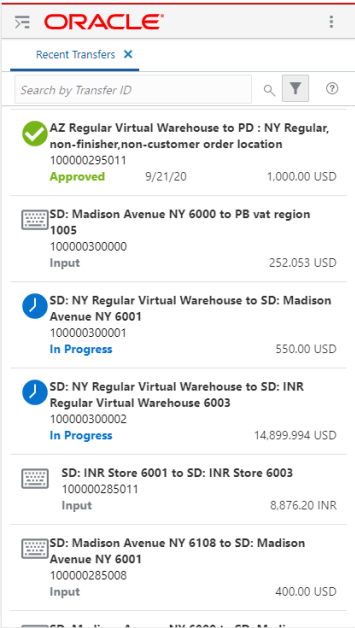 ORACLE
Recent Transfers
Search by Transfer ID
AZ Regular Virtual Warehouse to PD : NY Regular,
non-finisher,non-customer order location
100000295011
Approved 9/21/20 1,000.00 USD
SD: Madison Avenue NY 6000 to PB vat region
1005
100000300000
Input 252.053 USD
SD: NY Regular Virtual Warehouse to SD: Madison
Avenue NY 6001
100000300001
In Progress 550.00 USD
SD: NY Regular Virtual Warehouse to SD: INR
Regular Virtual Warehouse 6003
100000300002
In Progress 14,899.994 USD
SD: INR Store 6001 to SD: INR Store 6003
100000285011
Input 8,876.20 INR
SD: Madison Avenue NY 6108 to SD: Madison
Avenue NY 6001
100000285008
Input 400.00 USD